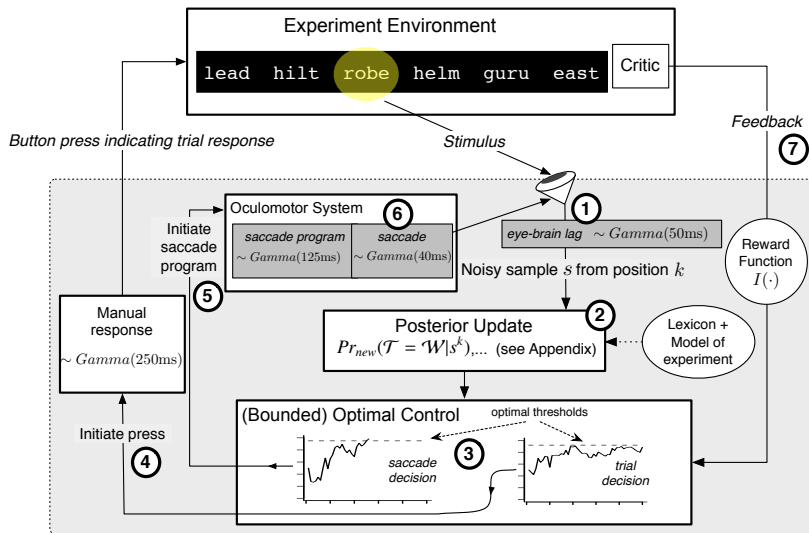 Experiment Environment
lead hilt robe helm guru east
Critic
Button press indicating trial response
Stimulus
Feedback
7
Oculomotor System
6
1
Initiate
saccade
program
5
saccade program
∼ Gamma(125ms)
saccade
∼ Gamma(40ms)
eye-brain lag ∼ Gamma(50ms)
Reward
Function
I(·)
Noisy sample s from position k
Manual
response
∼ Gamma(250ms)
2
Posterior Update
Pr_new(T = W|s^k),... (see Appendix)
Lexicon +
Model of
experiment
(Bounded) Optimal Control
optimal thresholds
Initiate press
4
3
saccade
decision
trial
decision